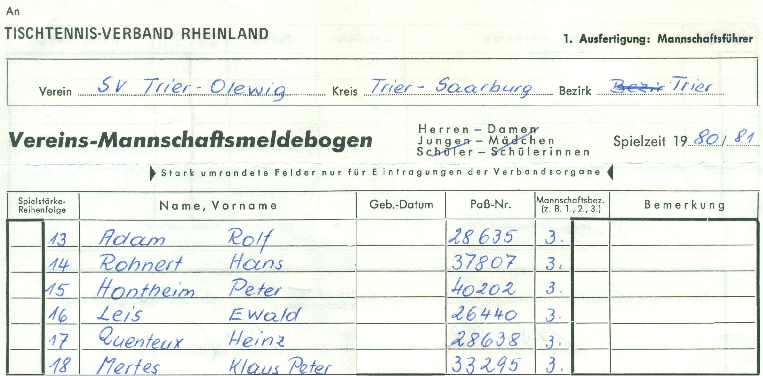 An
TISCHTENNIS-VERBAND RHEINLAND
1. Ausfertigung: Mannschaftsführer
Verein SV Trier-Olewig Kreis Trier-Saarburg Bezirk Bezir Trier
Vereins-Mannschaftsmeldebogen
Herren – Damen
Jungen – Mädchen
Schüler – Schülerinnen
Spielzeit 19 80/81
Stark umrandete Felder nur für Eintragungen der Verbandsorgane
Spielstärke-Reihenfolge Name, Vorname Geb.-Datum Paß-Nr. Mannschaftsbez. (z. B. 1., 2., 3.) Bemerkung
13 Adam Rolf 28635 3.
14 Rohnert Hans 37807 3.
15 Hontheim Peter 40202 3.
16 Leis Ewald 26440 3.
17 Quenteux Heinz 28638 3.
18 Mertes Klaus Peter 33295 3.